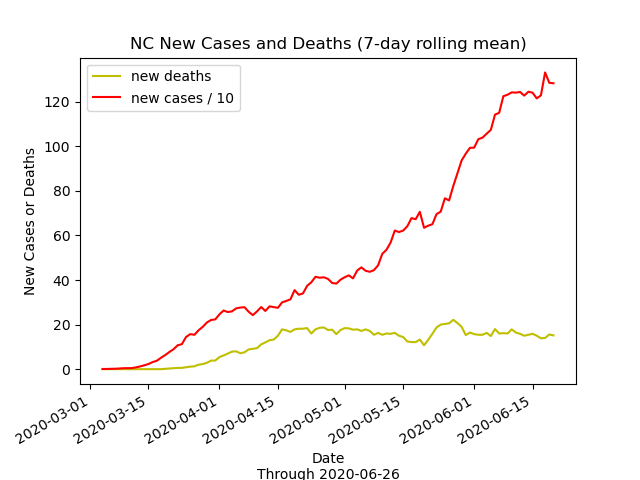 NC New Cases and Deaths (7-day rolling mean)
new deaths
new cases / 10
120
100
80
60
40
20
0
New Cases or Deaths
2020-03-01
2020-03-15
2020-04-01
2020-04-15
2020-05-01
2020-05-15
2020-06-01
2020-06-15
Date
Through 2020-06-26